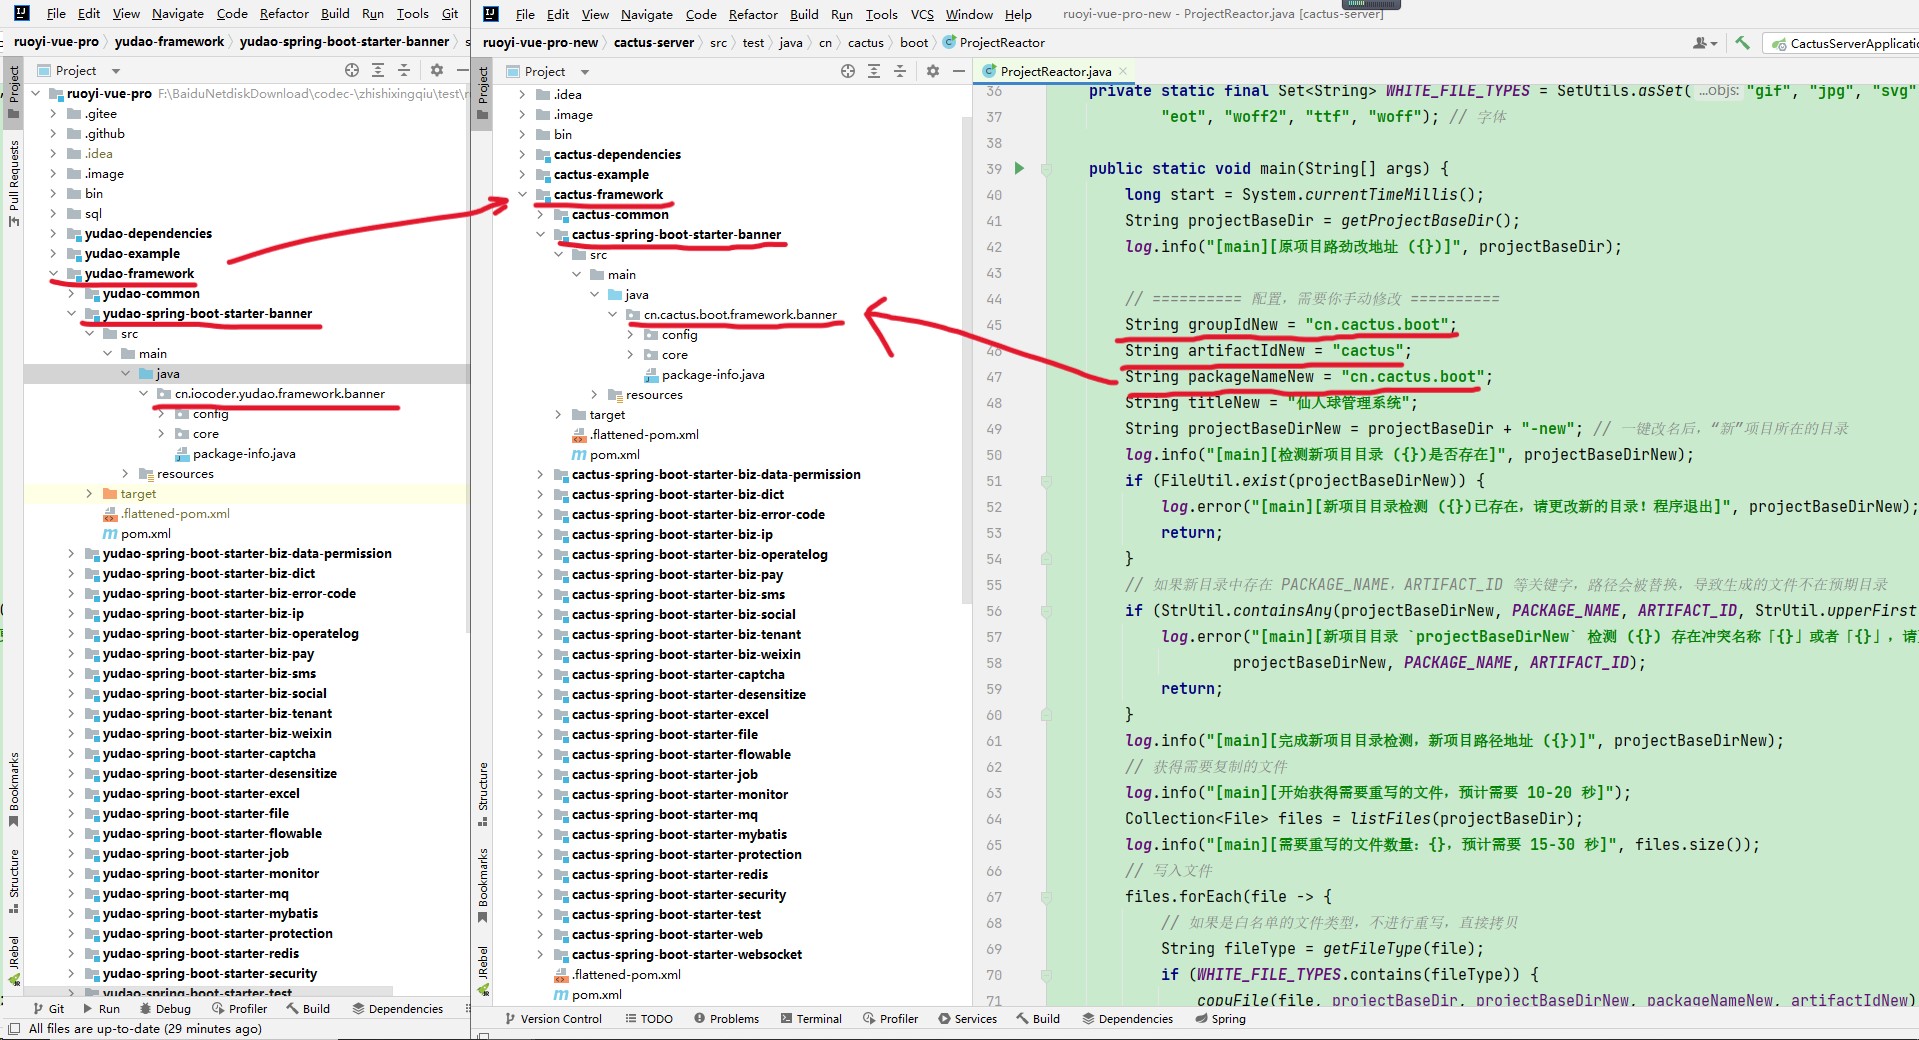 File Edit View Navigate Code Refactor Build Run Tools Git
ruoyi-vue-pro yudao-framework yudao-spring-boot-starter-banner
Project
ruoyi-vue-pro F:\BaiduNetdiskDownload\codec-\zhishixingqiu\test\r
.gitee
.github
.idea
.image
bin
sql
yudao-dependencies
yudao-example
yudao-framework
yudao-common
yudao-spring-boot-starter-banner
src
main
java
cn.iocoder.yudao.framework.banner
config
core
package-info.java
resources
target
.flattened-pom.xml
pom.xml
yudao-spring-boot-starter-biz-data-permission
yudao-spring-boot-starter-biz-dict
yudao-spring-boot-starter-biz-error-code
yudao-spring-boot-starter-biz-ip
yudao-spring-boot-starter-biz-operatelog
yudao-spring-boot-starter-biz-pay
yudao-spring-boot-starter-biz-sms
yudao-spring-boot-starter-biz-social
yudao-spring-boot-starter-biz-tenant
yudao-spring-boot-starter-biz-weixin
yudao-spring-boot-starter-captcha
yudao-spring-boot-starter-desensitize
yudao-spring-boot-starter-excel
yudao-spring-boot-starter-file
yudao-spring-boot-starter-flowable
yudao-spring-boot-starter-job
yudao-spring-boot-starter-monitor
yudao-spring-boot-starter-mq
yudao-spring-boot-starter-mybatis
yudao-spring-boot-starter-protection
yudao-spring-boot-starter-redis
yudao-spring-boot-starter-security
yudao-spring-boot-starter-test
Project
Pull Requests
Bookmarks
Structure
JRebel
Git Run Debug Profiler Build Dependencies
All files are up-to-date (29 minutes ago)
File Edit View Navigate Code Refactor Build Run Tools VCS Window Help ruoyi-vue-pro-new - ProjectReactor.java [cactus-server]
ruoyi-vue-pro-new cactus-server src test java cn cactus boot ProjectReactor CactusServerApplicatio
Project
.idea
.image
bin
cactus-dependencies
cactus-example
cactus-framework
cactus-common
cactus-spring-boot-starter-banner
src
main
java
cn.cactus.boot.framework.banner
config
core
package-info.java
resources
target
.flattened-pom.xml
pom.xml
cactus-spring-boot-starter-biz-data-permission
cactus-spring-boot-starter-biz-dict
cactus-spring-boot-starter-biz-error-code
cactus-spring-boot-starter-biz-ip
cactus-spring-boot-starter-biz-operatelog
cactus-spring-boot-starter-biz-pay
cactus-spring-boot-starter-biz-sms
cactus-spring-boot-starter-biz-social
cactus-spring-boot-starter-biz-tenant
cactus-spring-boot-starter-biz-weixin
cactus-spring-boot-starter-captcha
cactus-spring-boot-starter-desensitize
cactus-spring-boot-starter-excel
cactus-spring-boot-starter-file
cactus-spring-boot-starter-flowable
cactus-spring-boot-starter-job
cactus-spring-boot-starter-monitor
cactus-spring-boot-starter-mq
cactus-spring-boot-starter-mybatis
cactus-spring-boot-starter-protection
cactus-spring-boot-starter-redis
cactus-spring-boot-starter-security
cactus-spring-boot-starter-test
cactus-spring-boot-starter-web
cactus-spring-boot-starter-websocket
.flattened-pom.xml
pom.xml
Project
Structure
Bookmarks
JRebel
ProjectReactor.java
36 private static final Set<String> WHITE_FILE_TYPES = SetUtils.asSet( ...objs: "gif", "jpg", "svg"
37 "eot", "woff2", "ttf", "woff"); // 字体
38
39 public static void main(String[] args) {
40 long start = System.currentTimeMillis();
41 String projectBaseDir = getProjectBaseDir();
42 log.info("[main][原项目路劲改地址 ({})]", projectBaseDir);
43
44 // ========== 配置，需要你手动修改 ==========
45 String groupIdNew = "cn.cactus.boot";
46 String artifactIdNew = "cactus";
47 String packageNameNew = "cn.cactus.boot";
48 String titleNew = "仙人球管理系统";
49 String projectBaseDirNew = projectBaseDir + "-new"; // 一键改名后，“新”项目所在的目录
50 log.info("[main][检测新项目目录 ({})是否存在]", projectBaseDirNew);
51 if (FileUtil.exist(projectBaseDirNew)) {
52 log.error("[main][新项目目录检测 ({})已存在，请更改新的目录！程序退出]", projectBaseDirNew);
53 return;
54 }
55 // 如果新目录中存在 PACKAGE_NAME，ARTIFACT_ID 等关键字，路径会被替换，导致生成的文件不在预期目录
56 if (StrUtil.containsAny(projectBaseDirNew, PACKAGE_NAME, ARTIFACT_ID, StrUtil.upperFirst
57 log.error("[main][新项目目录 `projectBaseDirNew` 检测 ({}) 存在冲突名称「{}」或者「{}」，请
58 projectBaseDirNew, PACKAGE_NAME, ARTIFACT_ID);
59 return;
60 }
61 log.info("[main][完成新项目目录检测，新项目路径地址 ({})]", projectBaseDirNew);
62 // 获得需要复制的文件
63 log.info("[main][开始获得需要重写的文件，预计需要 10-20 秒]");
64 Collection<File> files = listFiles(projectBaseDir);
65 log.info("[main][需要重写的文件数量：{}，预计需要 15-30 秒]", files.size());
66 // 写入文件
67 files.forEach(file -> {
68 // 如果是白名单的文件类型，不进行重写，直接拷贝
69 String fileType = getFileType(file);
70 if (WHITE_FILE_TYPES.contains(fileType)) {
71 copyFile(file, projectBaseDir, projectBaseDirNew, packageNameNew, artifactIdNew)
Version Control TODO Problems Terminal Profiler Services Build Dependencies Spring